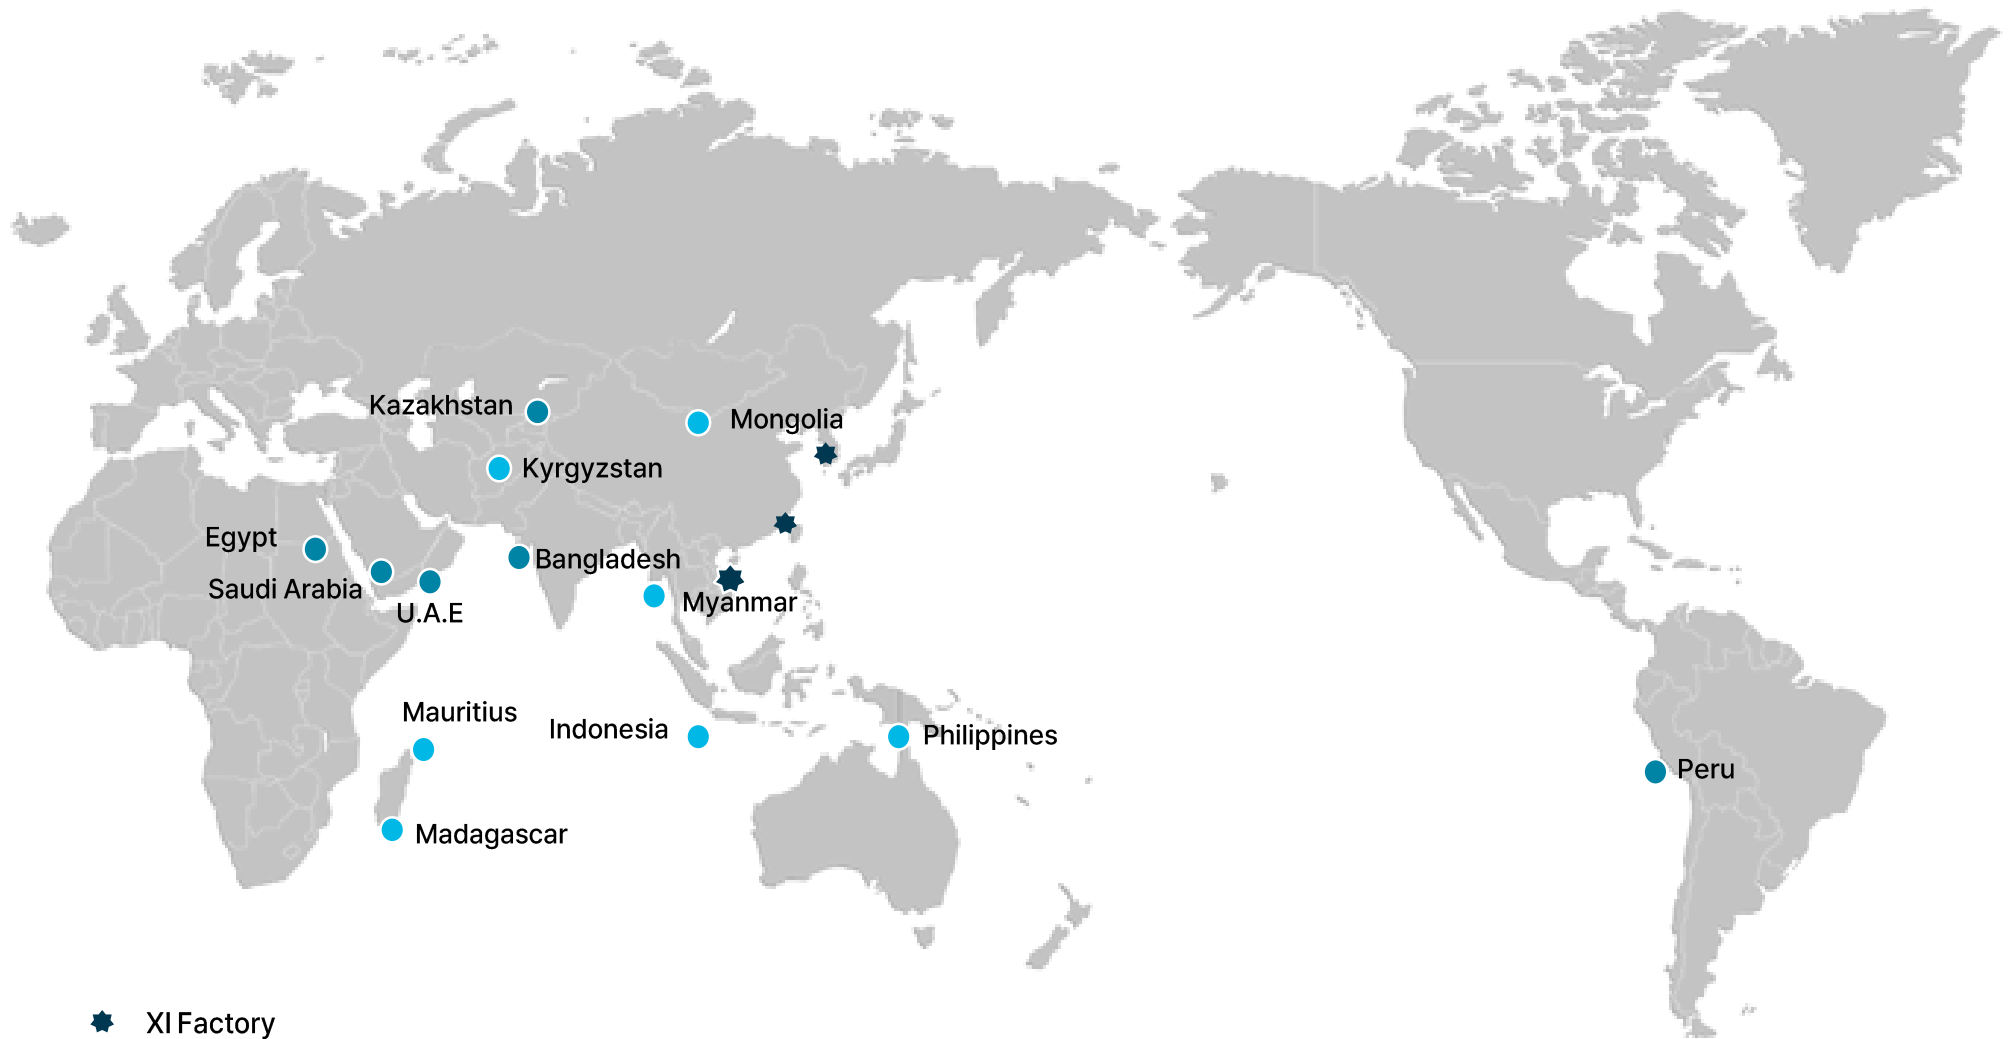 Kazakhstan
Mongolia
Kyrgyzstan
Egypt
Bangladesh
Saudi Arabia
Myanmar
U.A.E
Mauritius
Indonesia
Philippines
Peru
Madagascar
XI Factory